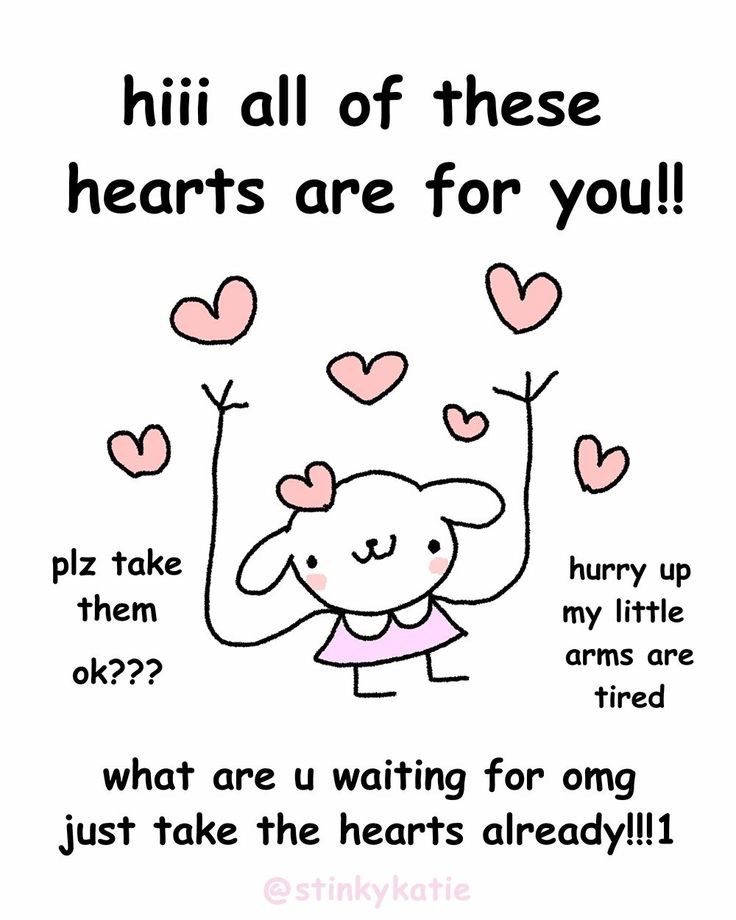 hiii all of these
hearts are for you!!
plz take
them
ok???
hurry up
my little
arms are
tired
what are u waiting for omg
just take the hearts already!!!1
@stinkykatie